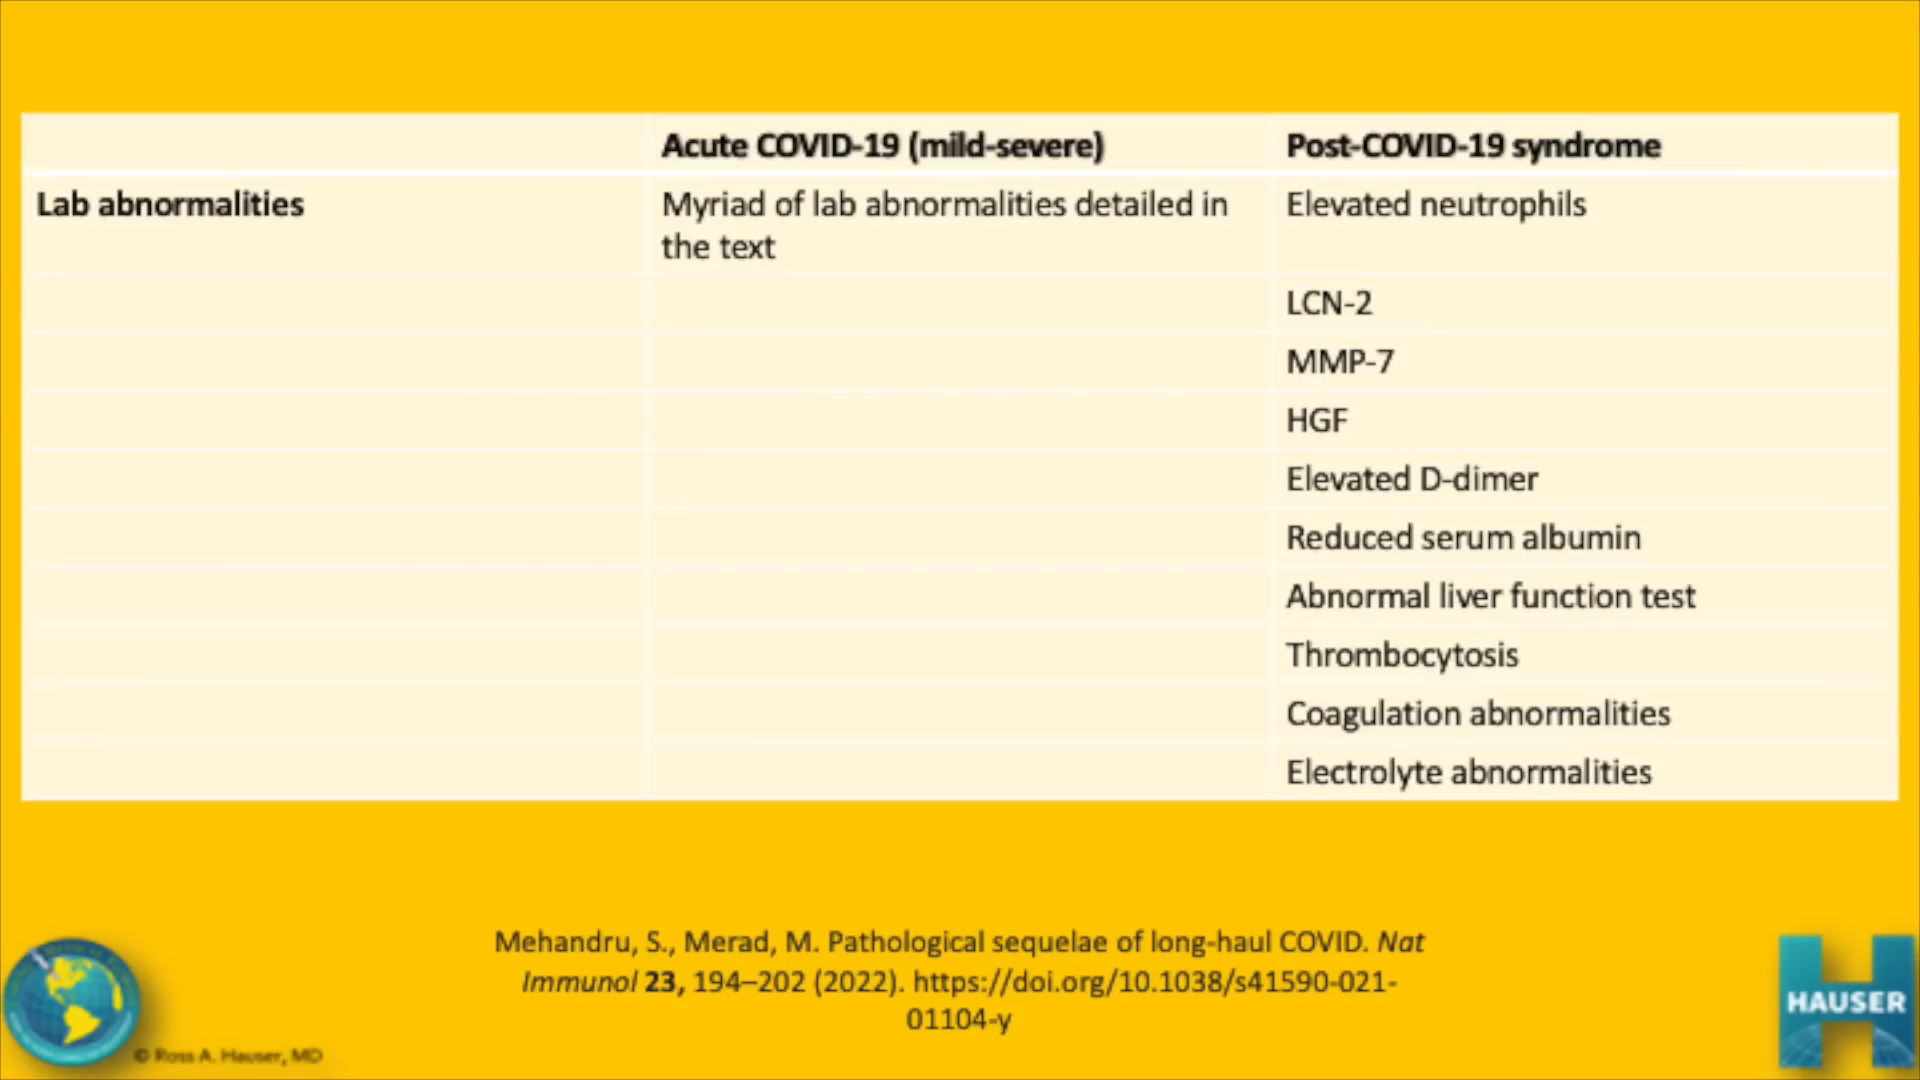 Acute COVID-19 (mild-severe)
Post-COVID-19 syndrome
Lab abnormalities
Myriad of lab abnormalities detailed in
the text
Elevated neutrophils
LCN-2
MMP-7
HGF
Elevated D-dimer
Reduced serum albumin
Abnormal liver function test
Thrombocytosis
Coagulation abnormalities
Electrolyte abnormalities
Mehandru, S., Merad, M. Pathological sequelae of long-haul COVID. Nat
Immunol 23, 194–202 (2022). https://doi.org/10.1038/s41590-021-
01104-y
© Ross A. Hauser, MD
HAUSER